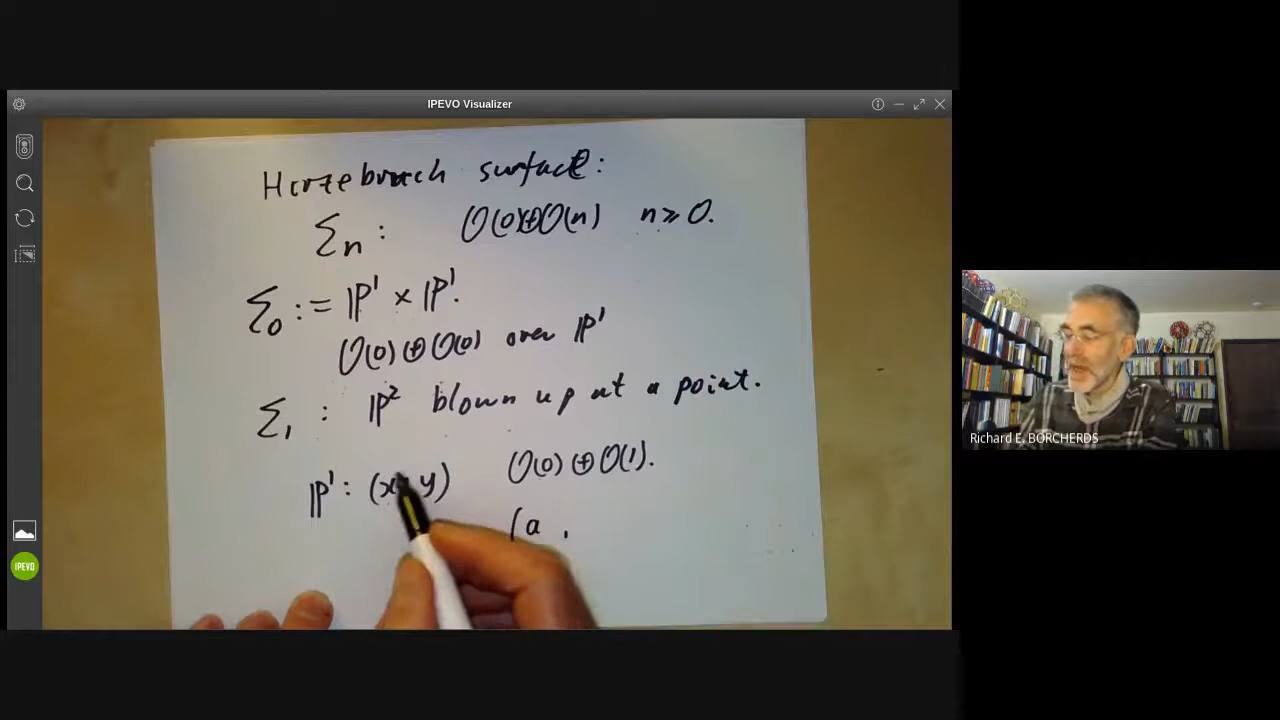 IPEVO Visualizer
Hirzebruch surface:
Σn: O(0)⊕O(n) n≥0.
Σ0 := ℙ¹ × ℙ¹.
O(0) ⊕ O(0) over ℙ¹
Σ1 : ℙ² blown up at a point.
ℙ¹: (x : y) O(0) ⊕ O(1).
(a ,
Richard E. BORCHERDS
iPEVO